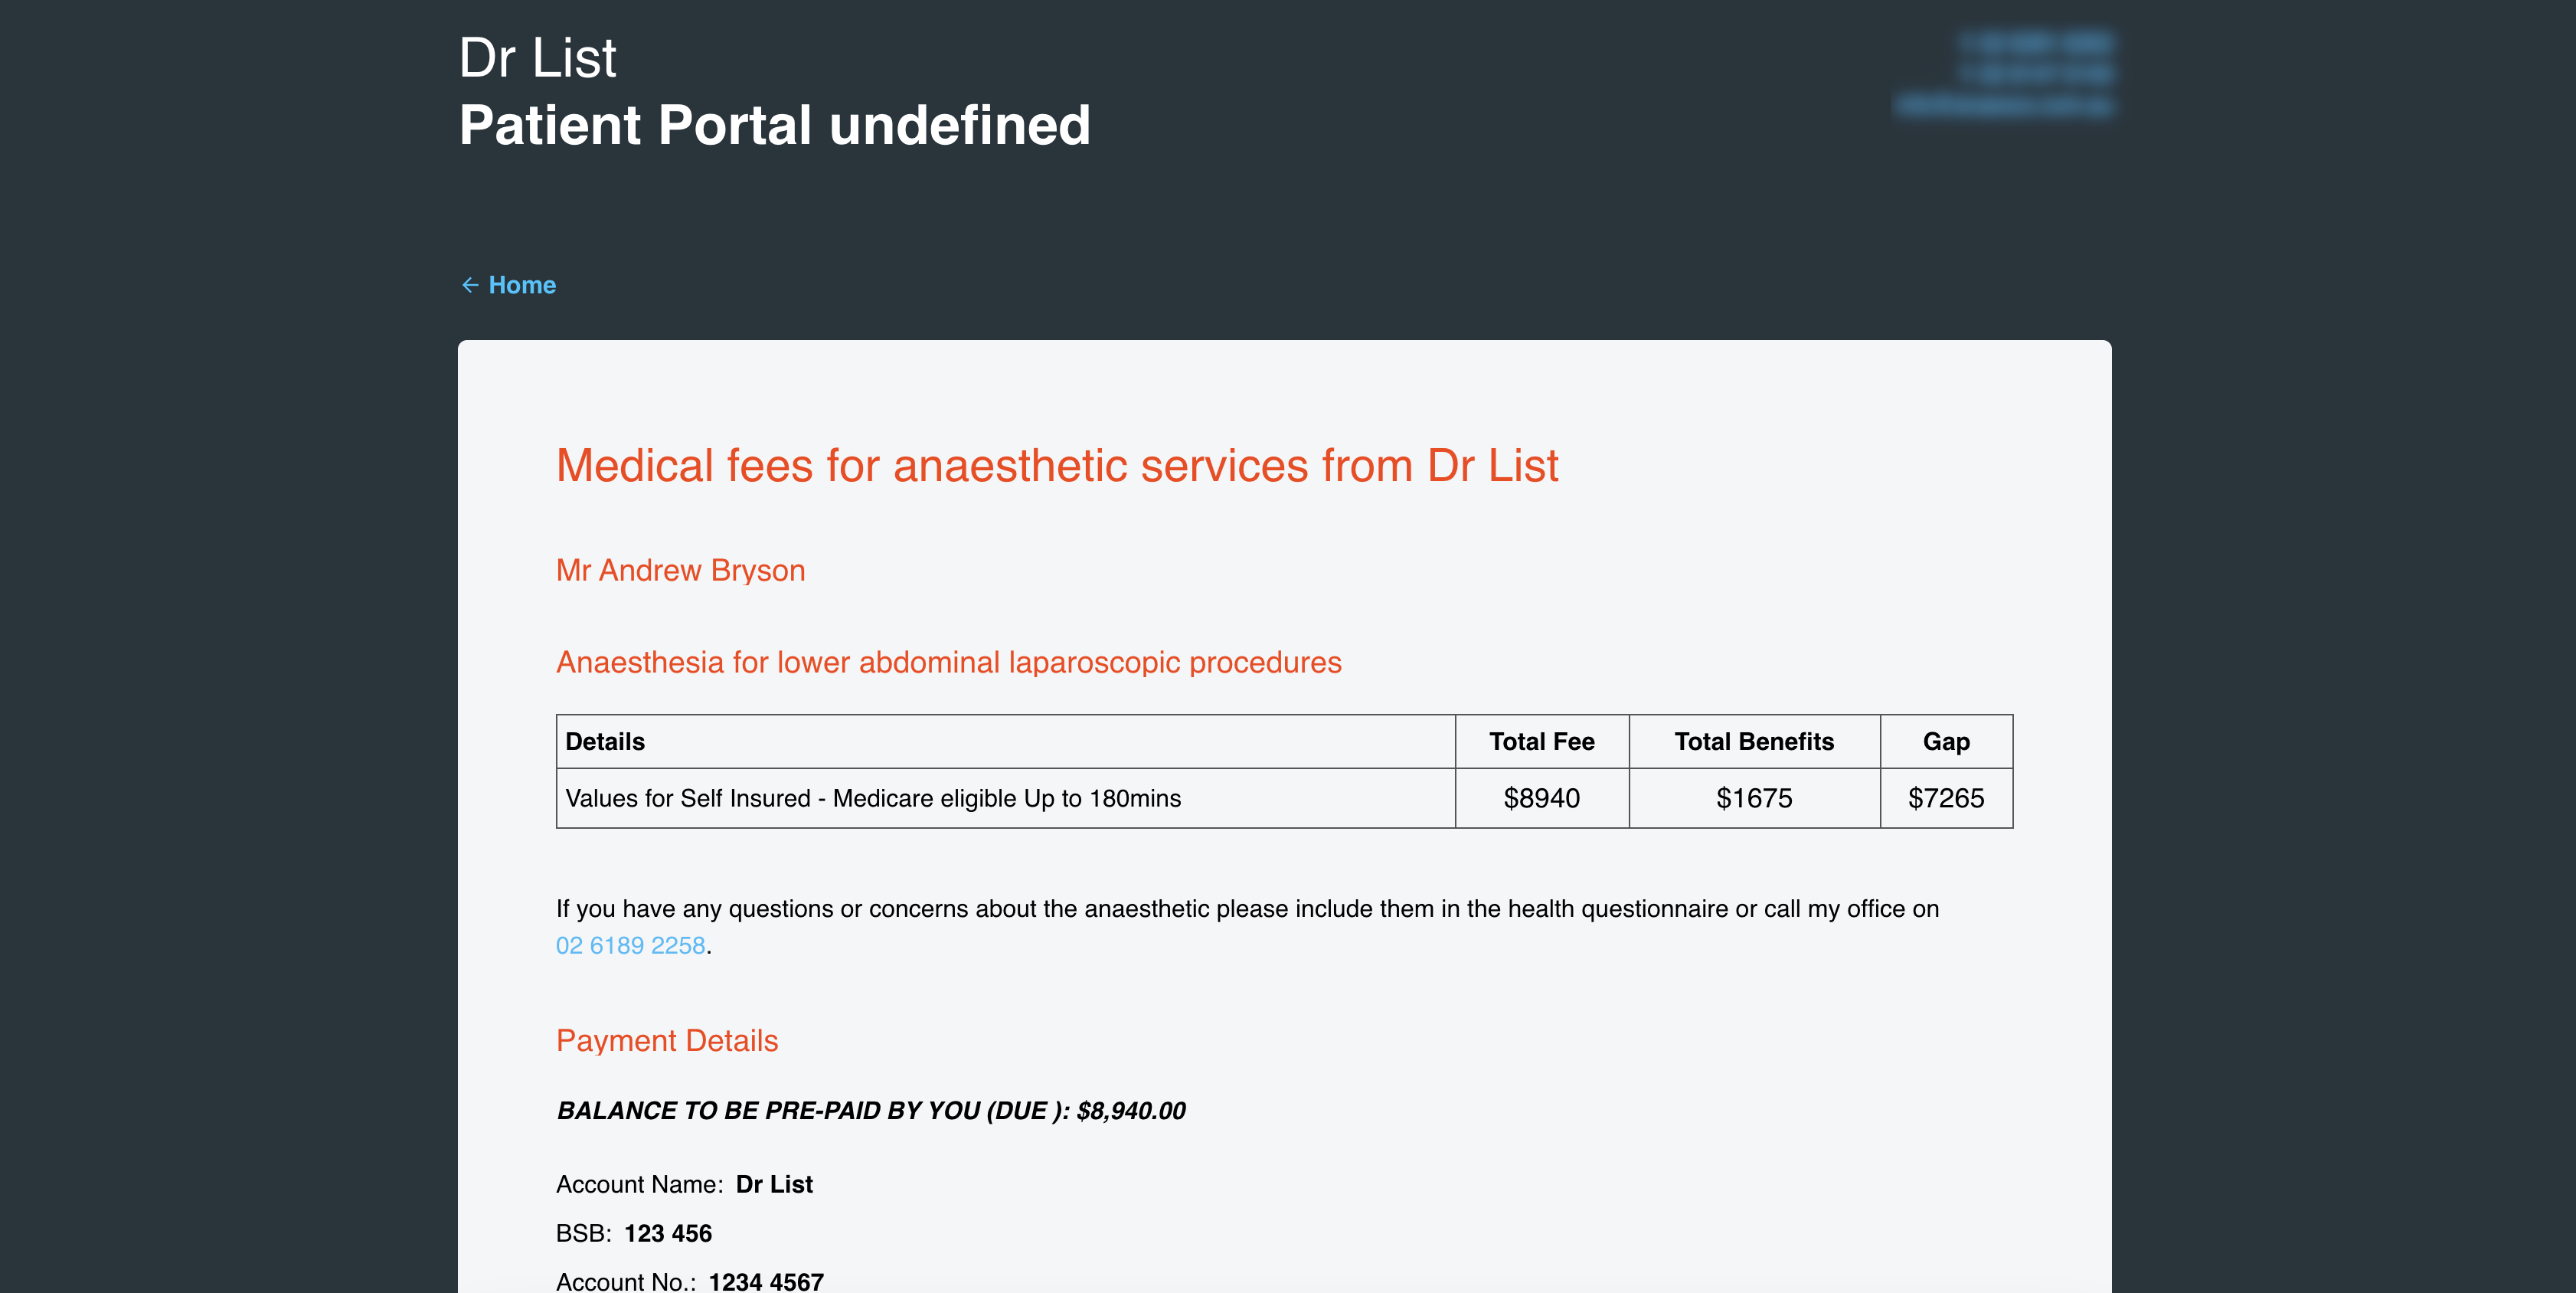 Dr List
Patient Portal undefined
← Home
Medical fees for anaesthetic services from Dr List
Mr Andrew Bryson
Anaesthesia for lower abdominal laparoscopic procedures
Details Total Fee Total Benefits Gap
Values for Self Insured - Medicare eligible Up to 180mins $8940 $1675 $7265
If you have any questions or concerns about the anaesthetic please include them in the health questionnaire or call my office on
02 6189 2258.
Payment Details
BALANCE TO BE PRE-PAID BY YOU (DUE ): $8,940.00
Account Name: Dr List
BSB: 123 456
Account No.: 1234 4567